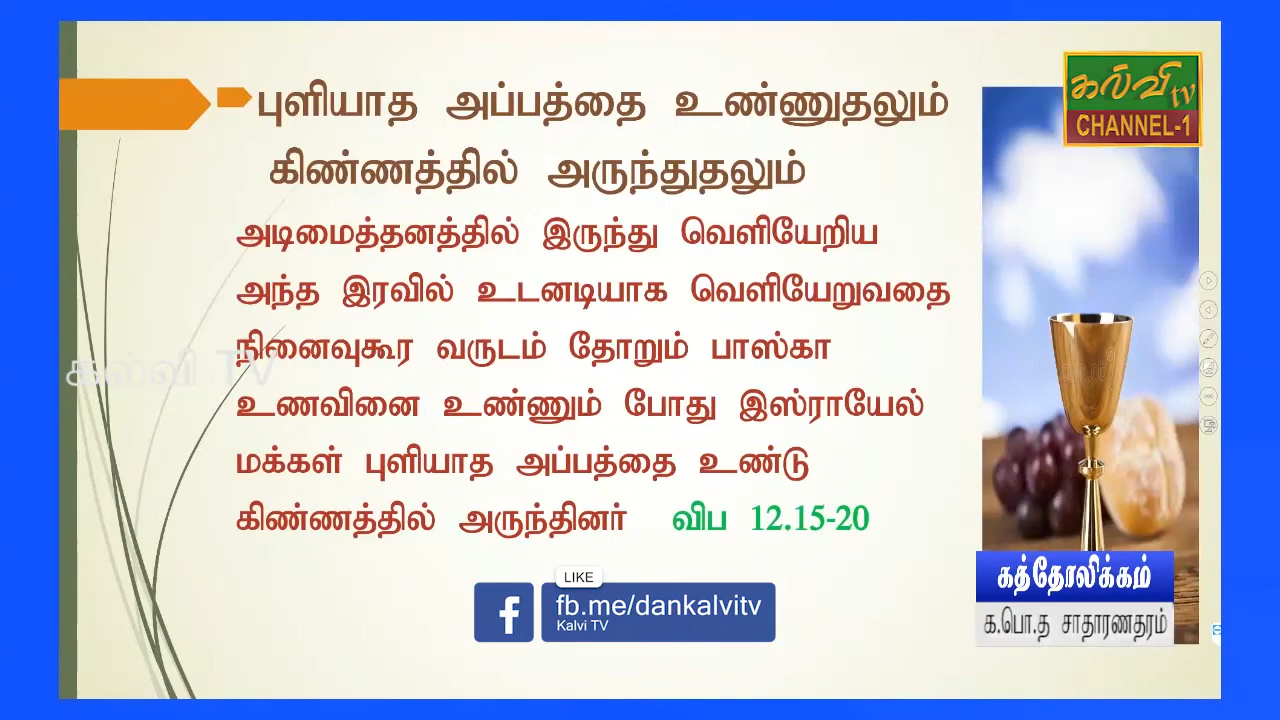 புளியாத அப்பத்தை உண்ணுதலும்
கிண்ணத்தில் அருந்துதலும்
அடிமைத்தனத்தில் இருந்து வெளியேறிய
அந்த இரவில் உடனடியாக வெளியேறுவதை
நினைவுகூர வருடம் தோறும் பாஸ்கா
உணவினை உண்ணும் போது இஸ்ராயேல்
மக்கள் புளியாத அப்பத்தை உண்டு
கிண்ணத்தில் அருந்தினர் விப 12.15-20
கல்வி tv
CHANNEL-1
கல்வி TV
LIKE
fb.me/dankalvitv
Kalvi TV
கத்தோலிக்கம்
க.பொ.த சாதாரணதரம்